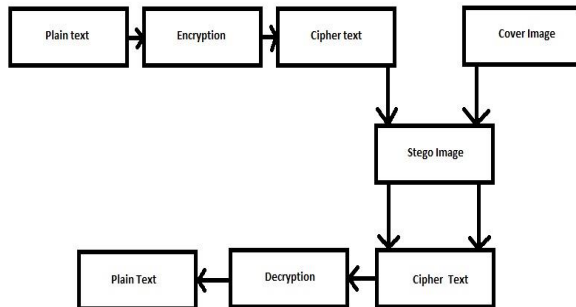 Plain text
Encryption
Cipher text
Cover Image
Stego Image
Plain Text
Decryption
Cipher Text